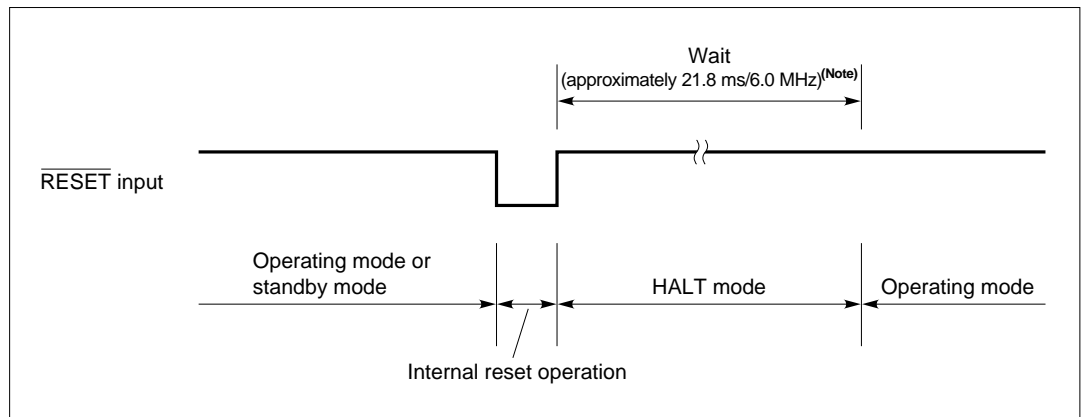 Wait
(approximately 21.8 ms/6.0 MHz)(Note)
RESET input
Operating mode or
standby mode
HALT mode
Operating mode
Internal reset operation